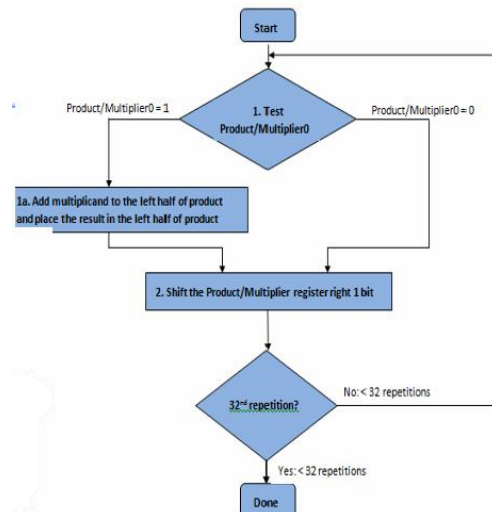 Start
Product/Multiplier0 = 1
1. Test
Product/Multiplier0
Product/Multiplier0 = 0
1a. Add multiplicand to the left half of product
and place the result in the left half of product
2. Shift the Product/Multiplier register right 1 bit
32nd repetition?
No: < 32 repetitions
Yes: < 32 repetitions
Done